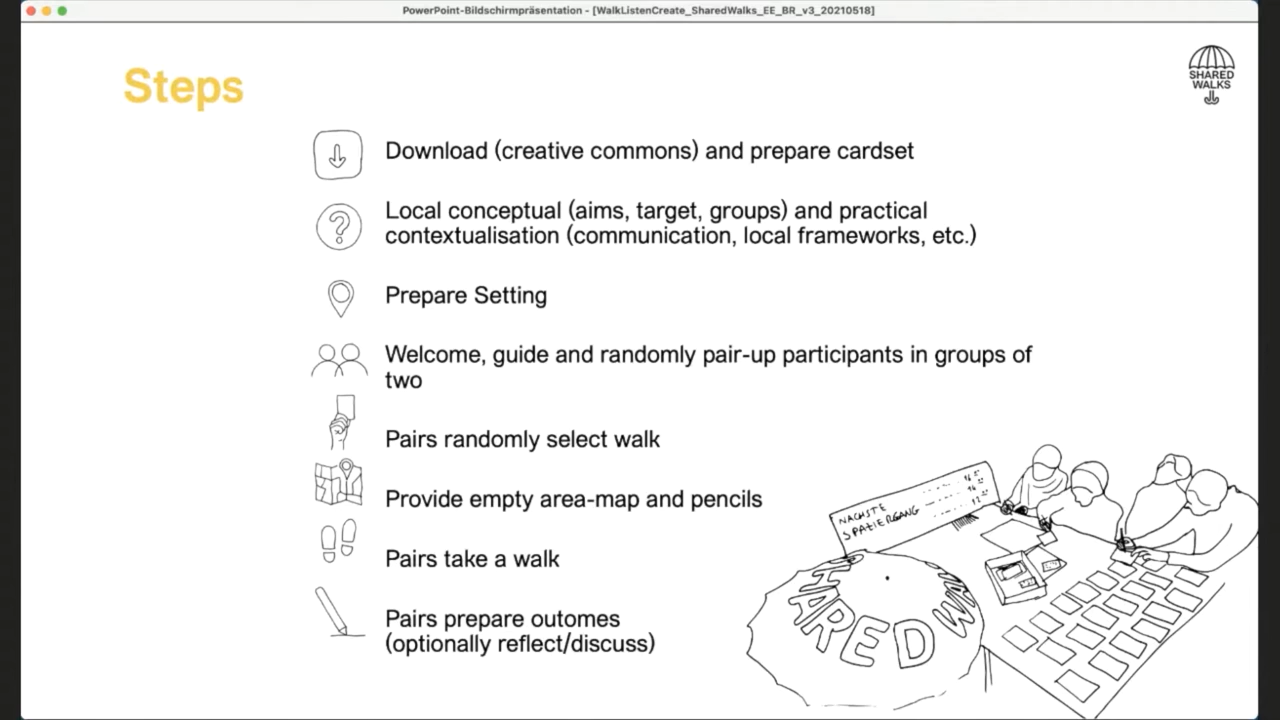 PowerPoint-Bildschirmpräsentation - [WalkListenCreate_SharedWalks_EE_BR_v3_20210518]
Steps
SHARED
WALKS
Download (creative commons) and prepare cardset
Local conceptual (aims, target, groups) and practical
contextualisation (communication, local frameworks, etc.)
Prepare Setting
Welcome, guide and randomly pair-up participants in groups of
two
Pairs randomly select walk
Provide empty area-map and pencils
Pairs take a walk
Pairs prepare outomes
(optionally reflect/discuss)
NÄCHSTE
SPAZIERGANG
SHARED